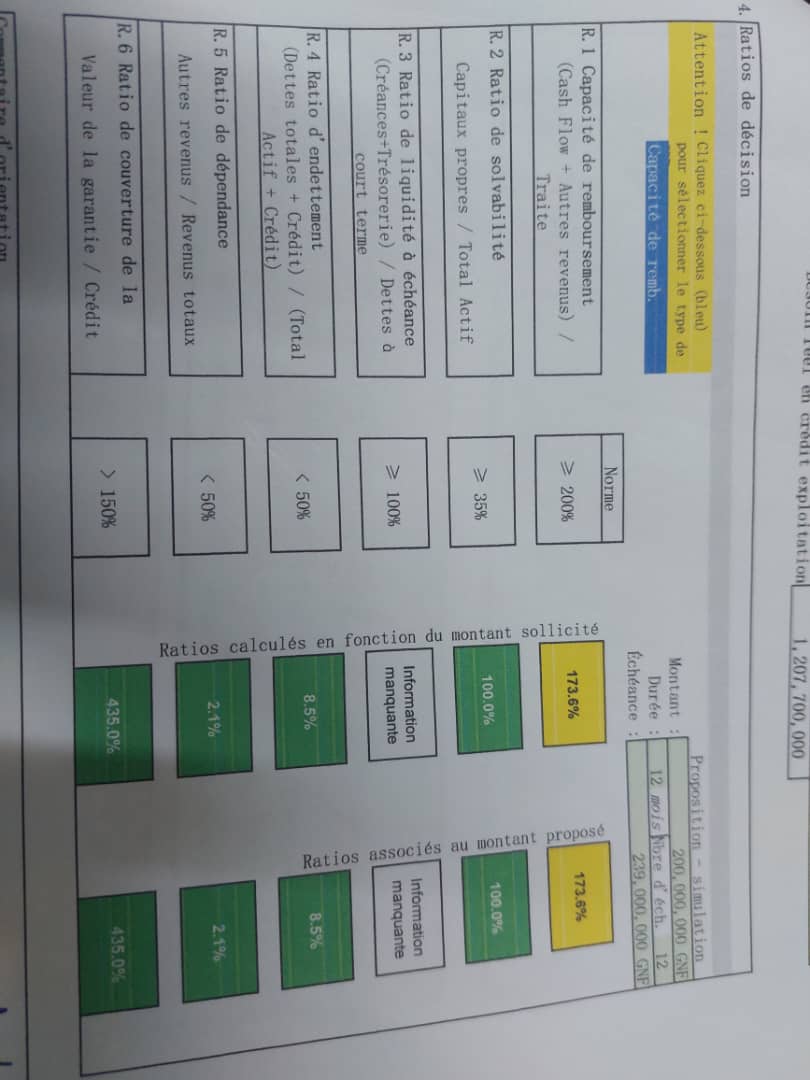 Besoin réel en crédit exploitation 1,207,700,000
4. Ratios de décision
Attention ! Cliquez ci-dessous (bleu)
pour sélectionner le type de
Capacité de remb.
Proposition - simulation
Montant : 200,000,000 GNF
Durée : 12 mois Nbre d'éch. 12
Échéance : 239,000,000 GNF
Norme
R.1 Capacité de remboursement
(Cash Flow + Autres revenus) /
Traite
≥ 200%
173.6%
173.6%
R.2 Ratio de solvabilité
Capitaux propres / Total Actif
≥ 35%
100.0%
100.0%
R.3 Ratio de liquidité à échéance
(Créances+Trésorerie) / Dettes à
court terme
≥ 100%
Information
manquante
Information
manquante
R.4 Ratio d'endettement
(Dettes totales + Crédit) / (Total
Actif + Crédit)
< 50%
8.5%
8.5%
R.5 Ratio de dépendance
Autres revenus / Revenus totaux
< 50%
2.1%
2.1%
R.6 Ratio de couverture de la
Valeur de la garantie / Crédit
> 150%
435.0%
435.0%
Ratios calculés en fonction du montant sollicité
Ratios associés au montant proposé
Commentaire d'orientation